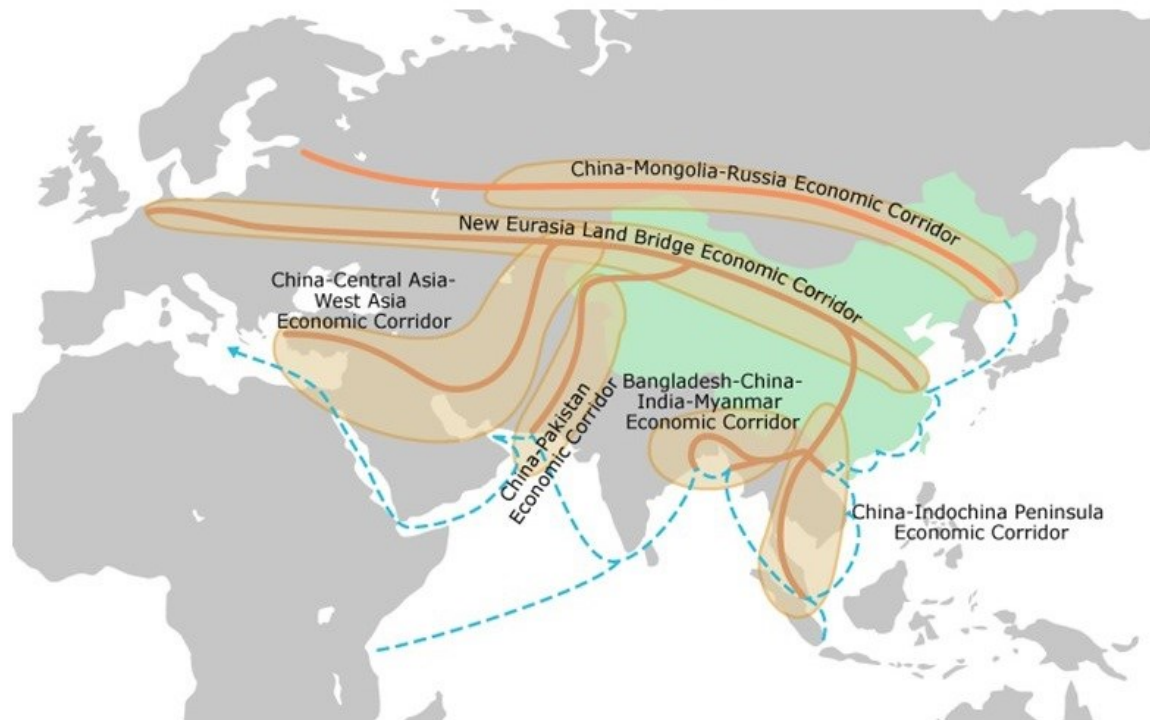 China-Mongolia-Russia Economic Corridor
New Eurasia Land Bridge Economic Corridor
China-Central Asia-
West Asia
Economic Corridor
China-Pakistan
Economic Corridor
Bangladesh-China-
India-Myanmar
Economic Corridor
China-Indochina Peninsula
Economic Corridor